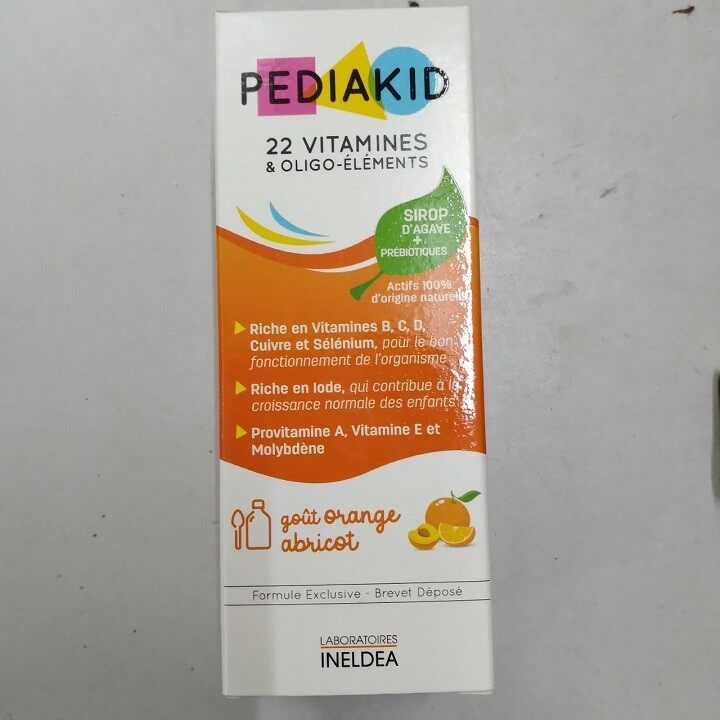 PEDIAKID
22 VITAMINES
& OLIGO-ÉLÉMENTS
SIROP
D'AGAVE
+
PRÉBIOTIQUES
Actifs 100%
d'origine naturelle
Riche en Vitamines B, C, D,
Cuivre et Sélénium, pour le bon
fonctionnement de l'organisme
Riche en Iode, qui contribue à la
croissance normale des enfants
Provitamine A, Vitamine E et
Molybdène
goût orange
abricot
Formule Exclusive - Brevet Déposé
LABORATOIRES
INELDEA